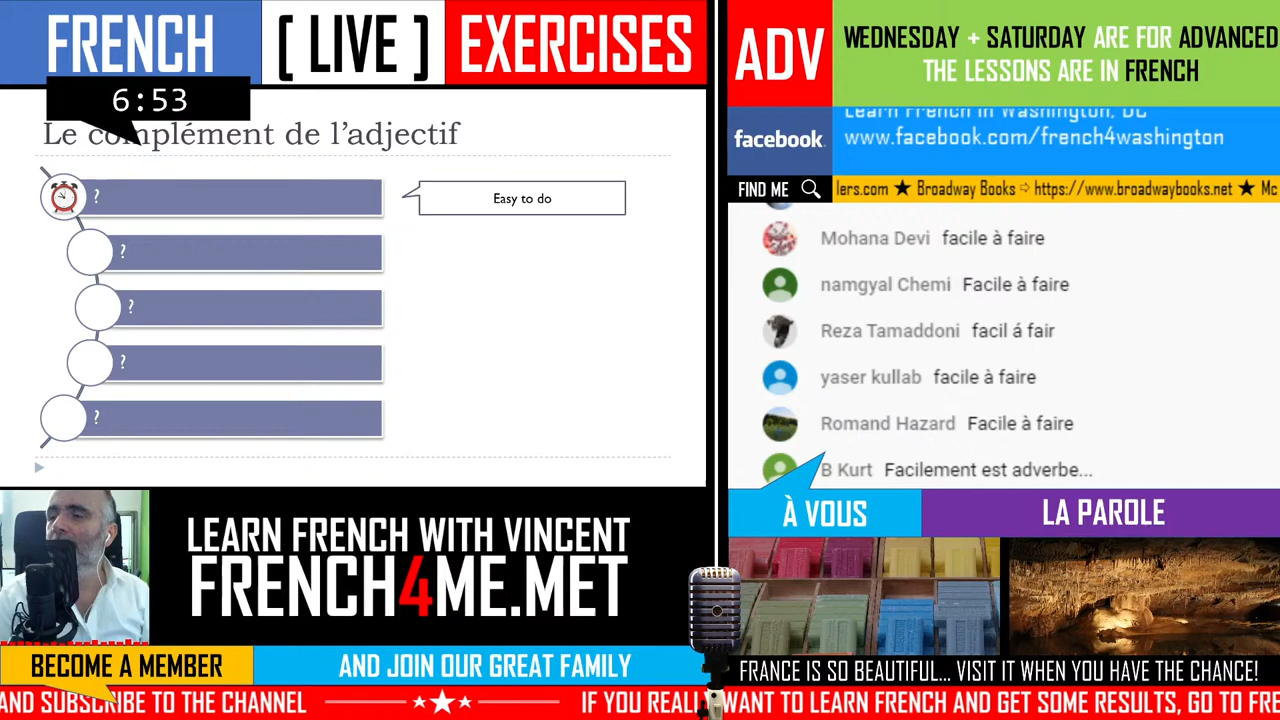 FRENCH
[ LIVE ]
EXERCISES
6:53
Le complément de l'adjectif
?
Easy to do
?
?
?
?
LEARN FRENCH WITH VINCENT
FRENCH4ME.MET
BECOME A MEMBER
AND JOIN OUR GREAT FAMILY
AND SUBSCRIBE TO THE CHANNEL
IF YOU REALLY WANT TO LEARN FRENCH AND GET SOME RESULTS, GO TO FRE
ADV
WEDNESDAY + SATURDAY ARE FOR ADVANCED
THE LESSONS ARE IN FRENCH
facebook.
Learn French in Washington, DC
www.facebook.com/french4washington
FIND ME
lers.com ★ Broadway Books ⇨ https://www.broadwaybooks.net ★ Mc
Mohana Devi facile à faire
namgyal Chemi Facile à faire
Reza Tamaddoni facil á fair
yaser kullab facile à faire
Romand Hazard Facile à faire
B Kurt Facilement est adverbe...
À VOUS
LA PAROLE
FRANCE IS SO BEAUTIFUL... VISIT IT WHEN YOU HAVE THE CHANCE!